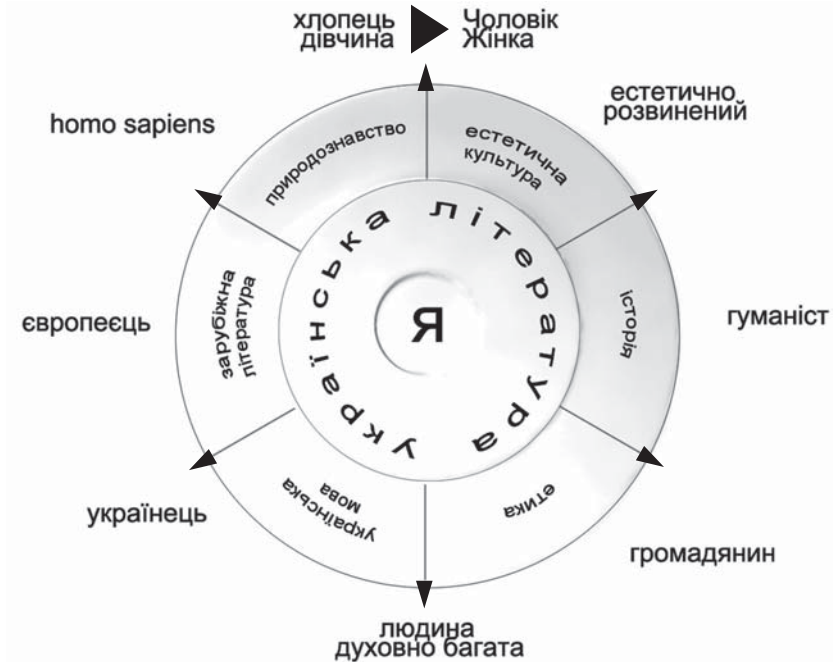 хлопець
дівчина
Чоловік
Жінка
естетично
розвинений
homo sapiens
природознавство
естетична
культура
українська література
Я
зарубіжна
література
історія
європеєць
гуманіст
українська
мова
етика
українець
громадянин
людина
духовно багата